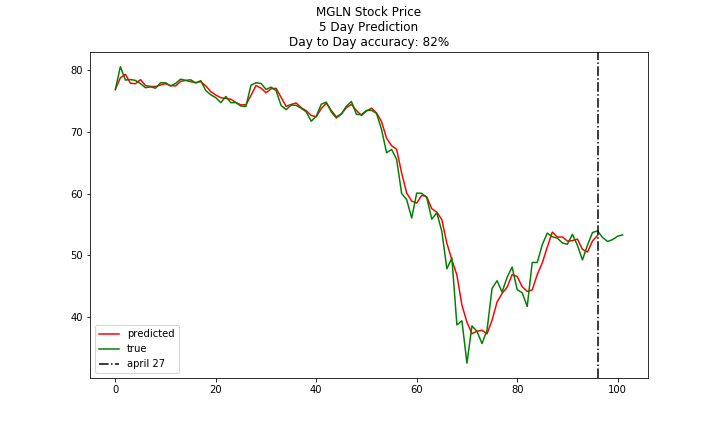 MGLN Stock Price
5 Day Prediction
Day to Day accuracy: 82%
80
70
60
50
40
predicted
true
april 27
0 20 40 60 80 100